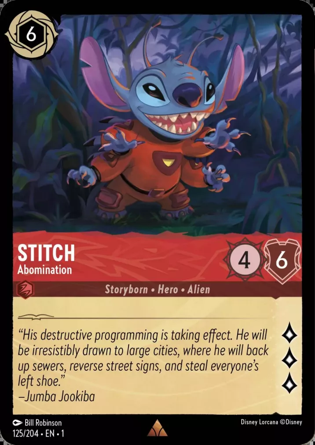 6
STITCH
Abomination
4
6
Storyborn • Hero • Alien
“His destructive programming is taking effect. He will
be irresistibly drawn to large cities, where he will back
up sewers, reverse street signs, and steal everyone’s
left shoe.”
–Jumba Jookiba
Bill Robinson
Disney Lorcana ©Disney
125/204 • EN • 1